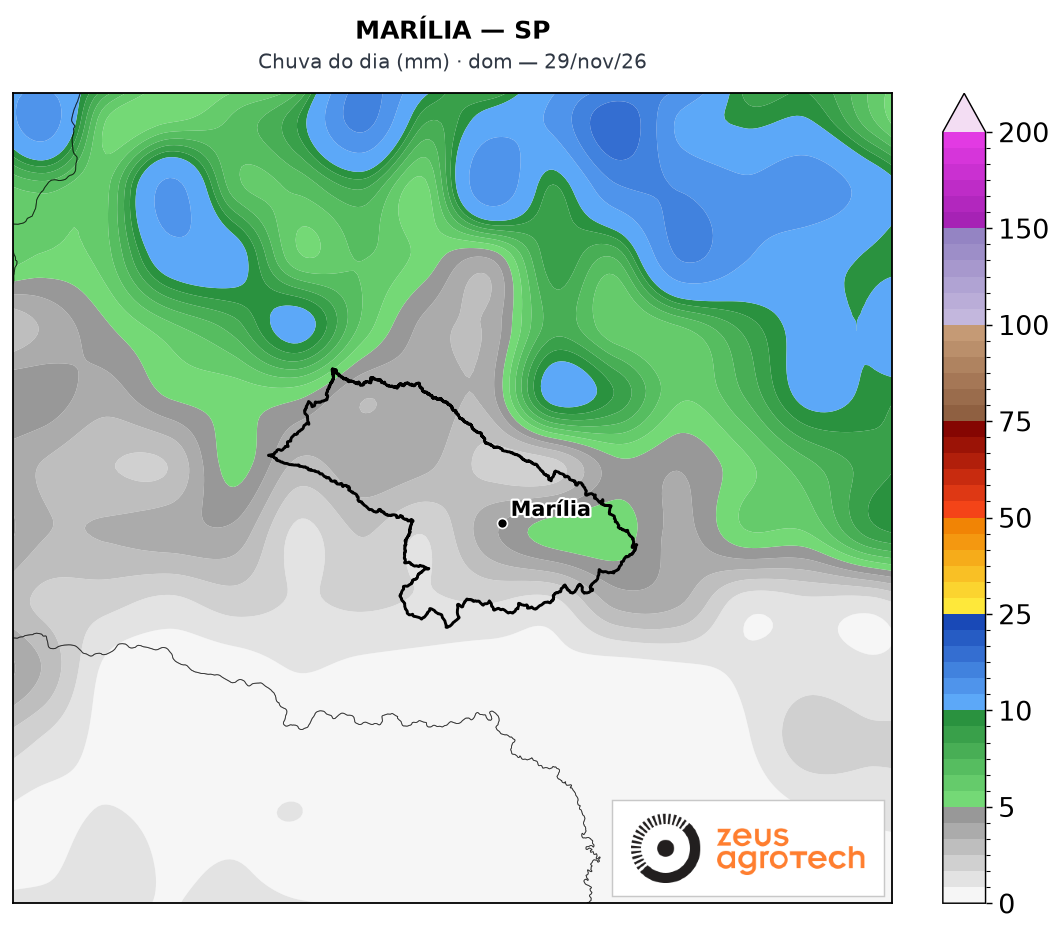 MARÍLIA — SP
Chuva do dia (mm) · dom — 29/nov/26
200
150
100
75
50
25
10
5
0
Marília
zeus
agrotech